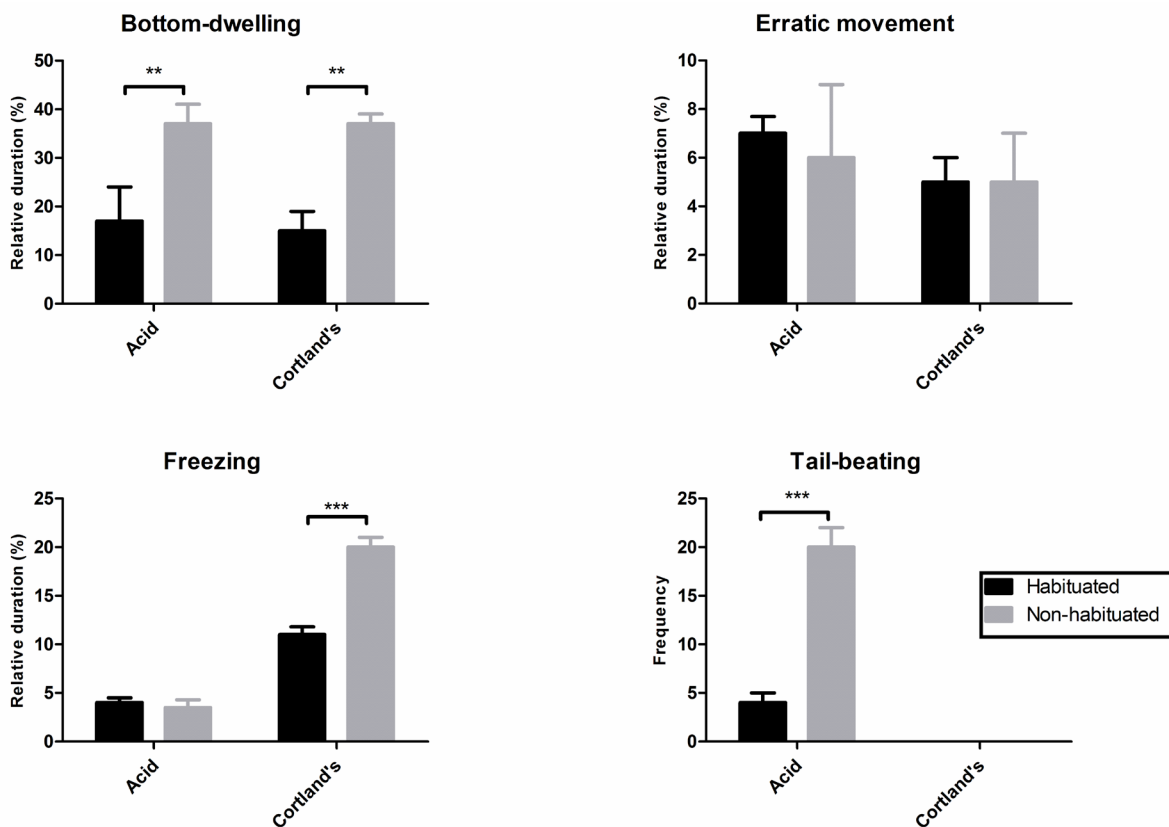 Bottom-dwelling
50
40
30
20
10
0
Relative duration (%)
**
**
Acid
Cortland's
Erratic movement
10
8
6
4
2
0
Relative duration (%)
Acid
Cortland's
Freezing
25
20
15
10
5
0
Relative duration (%)
***
Acid
Cortland's
Tail-beating
25
20
15
10
5
0
Frequency
***
Acid
Cortland's
Habituated
Non-habituated